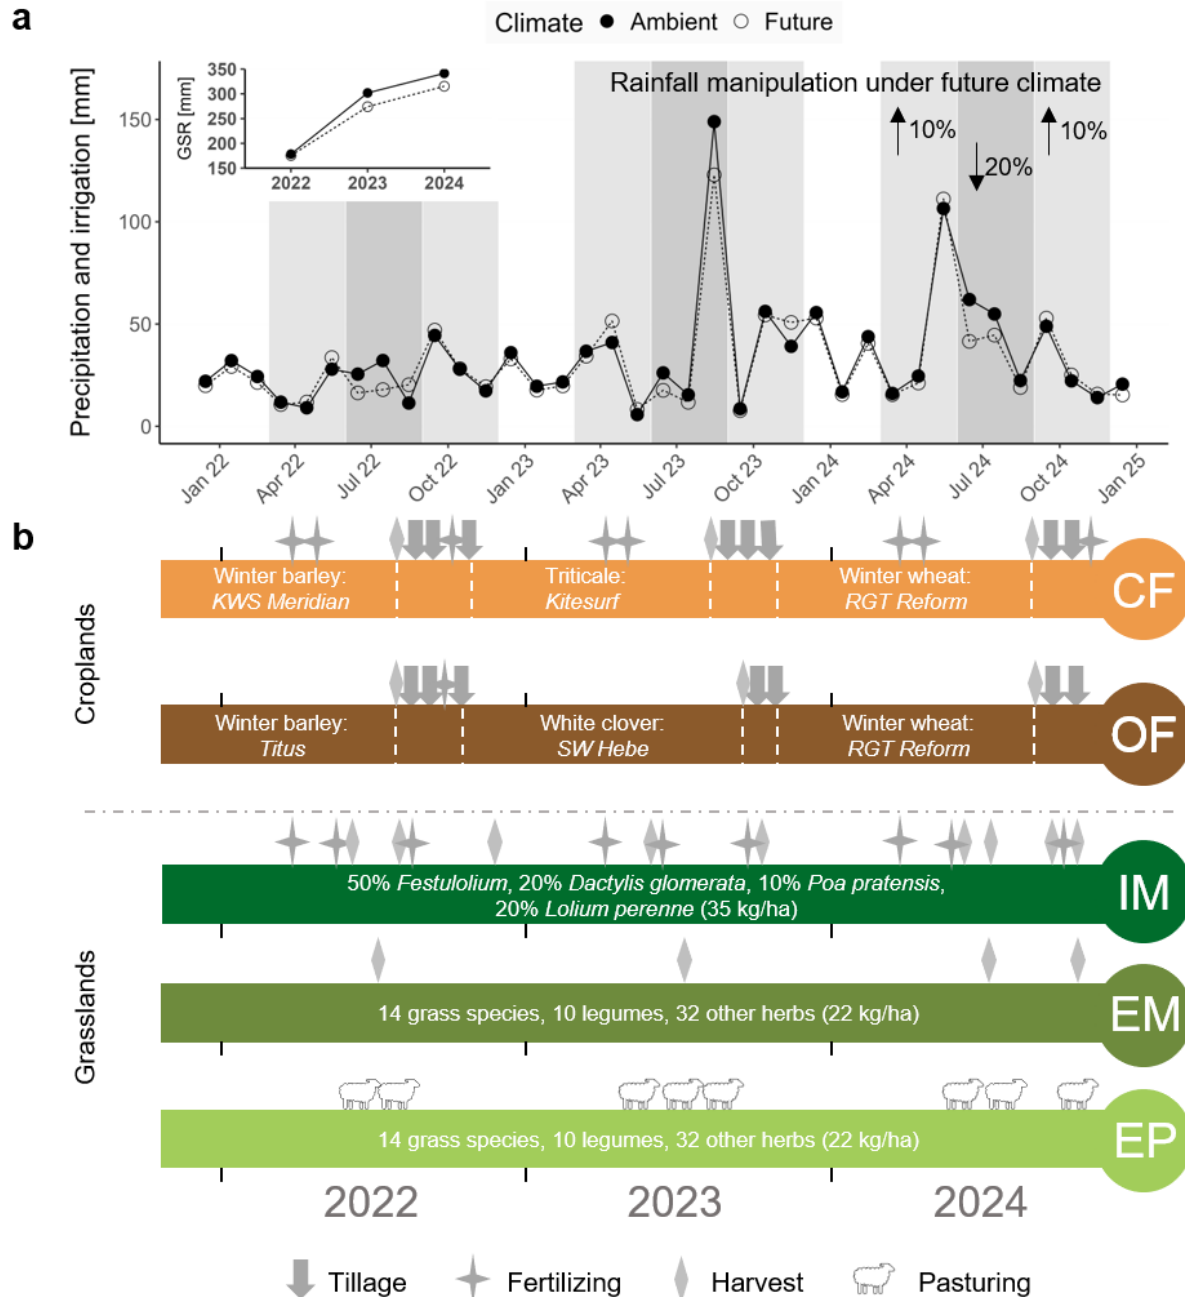 a
Climate ● Ambient ○ Future
Precipitation and irrigation [mm]
150
100
50
0
GSR [mm]
350
300
250
200
150
2022 2023 2024
Rainfall manipulation under future climate
10%
20%
10%
Jan 22 Apr 22 Jul 22 Oct 22 Jan 23 Apr 23 Jul 23 Oct 23 Jan 24 Apr 24 Jul 24 Oct 24 Jan 25
b
Croplands
Winter barley: Triticale: Winter wheat:
KWS Meridian Kitesurf RGT Reform
CF
Winter barley: White clover: Winter wheat:
Titus SW Hebe RGT Reform
OF
Grasslands
50% Festulolium, 20% Dactylis glomerata, 10% Poa pratensis,
20% Lolium perenne (35 kg/ha)
IM
14 grass species, 10 legumes, 32 other herbs (22 kg/ha)
EM
14 grass species, 10 legumes, 32 other herbs (22 kg/ha)
EP
2022 2023 2024
Tillage Fertilizing Harvest Pasturing